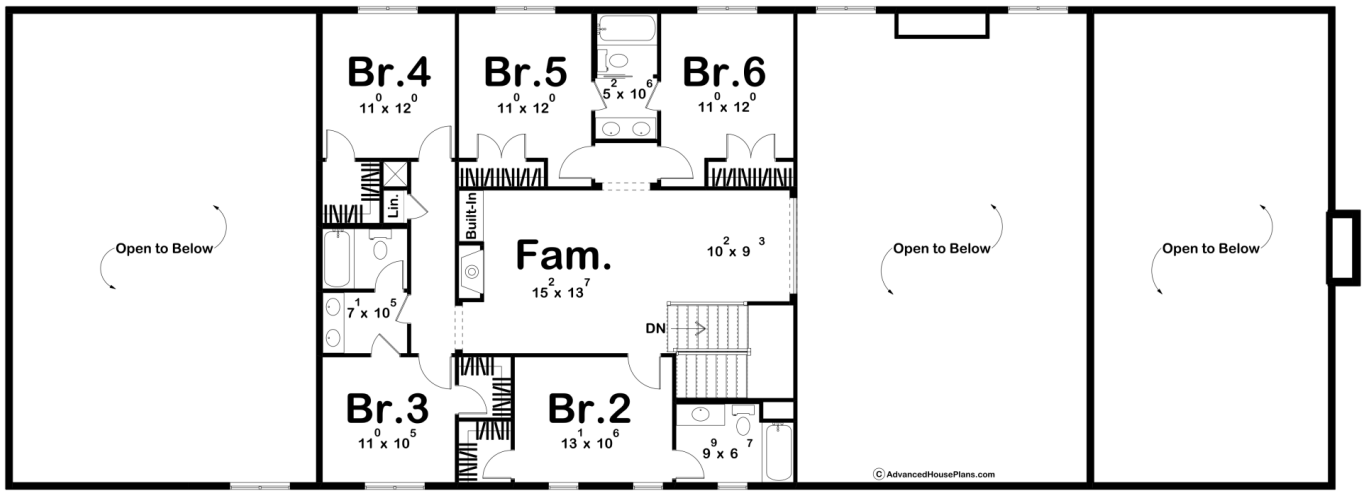 Br.4
11⁰ x 12⁰
Br.5
11⁰ x 12⁰
5² x 10⁶
Br.6
11⁰ x 12⁰
Lin.
Built-In
Open to Below
Fam.
15² x 13⁷
10² x 9³
Open to Below
Open to Below
7¹ x 10⁵
DN
Br.3
11⁰ x 10⁵
Br.2
13¹ x 10⁶
9⁹ x 6⁷
© AdvancedHousePlans.com